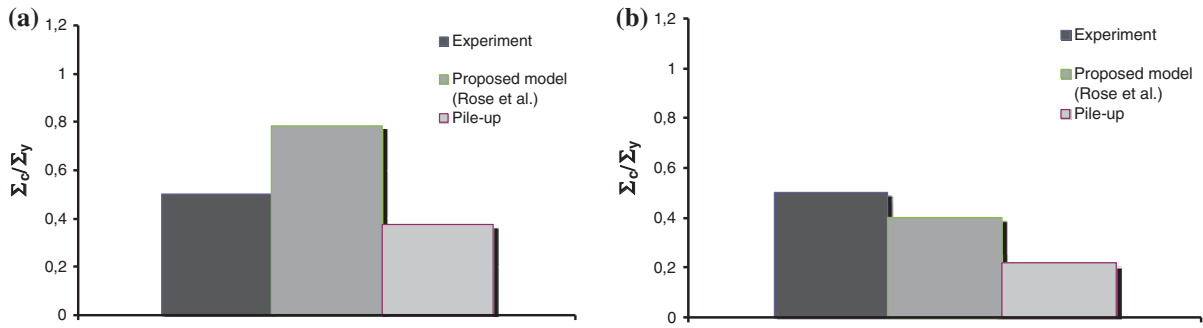 (a)
1,2
1
0,8
0,6
0,4
0,2
0
Σc/Σy
Experiment
Proposed model
(Rose et al.)
Pile-up
(b)
1,2
1
0,8
0,6
0,4
0,2
0
Σc/Σy
Experiment
Proposed model
(Rose et al.)
Pile-up